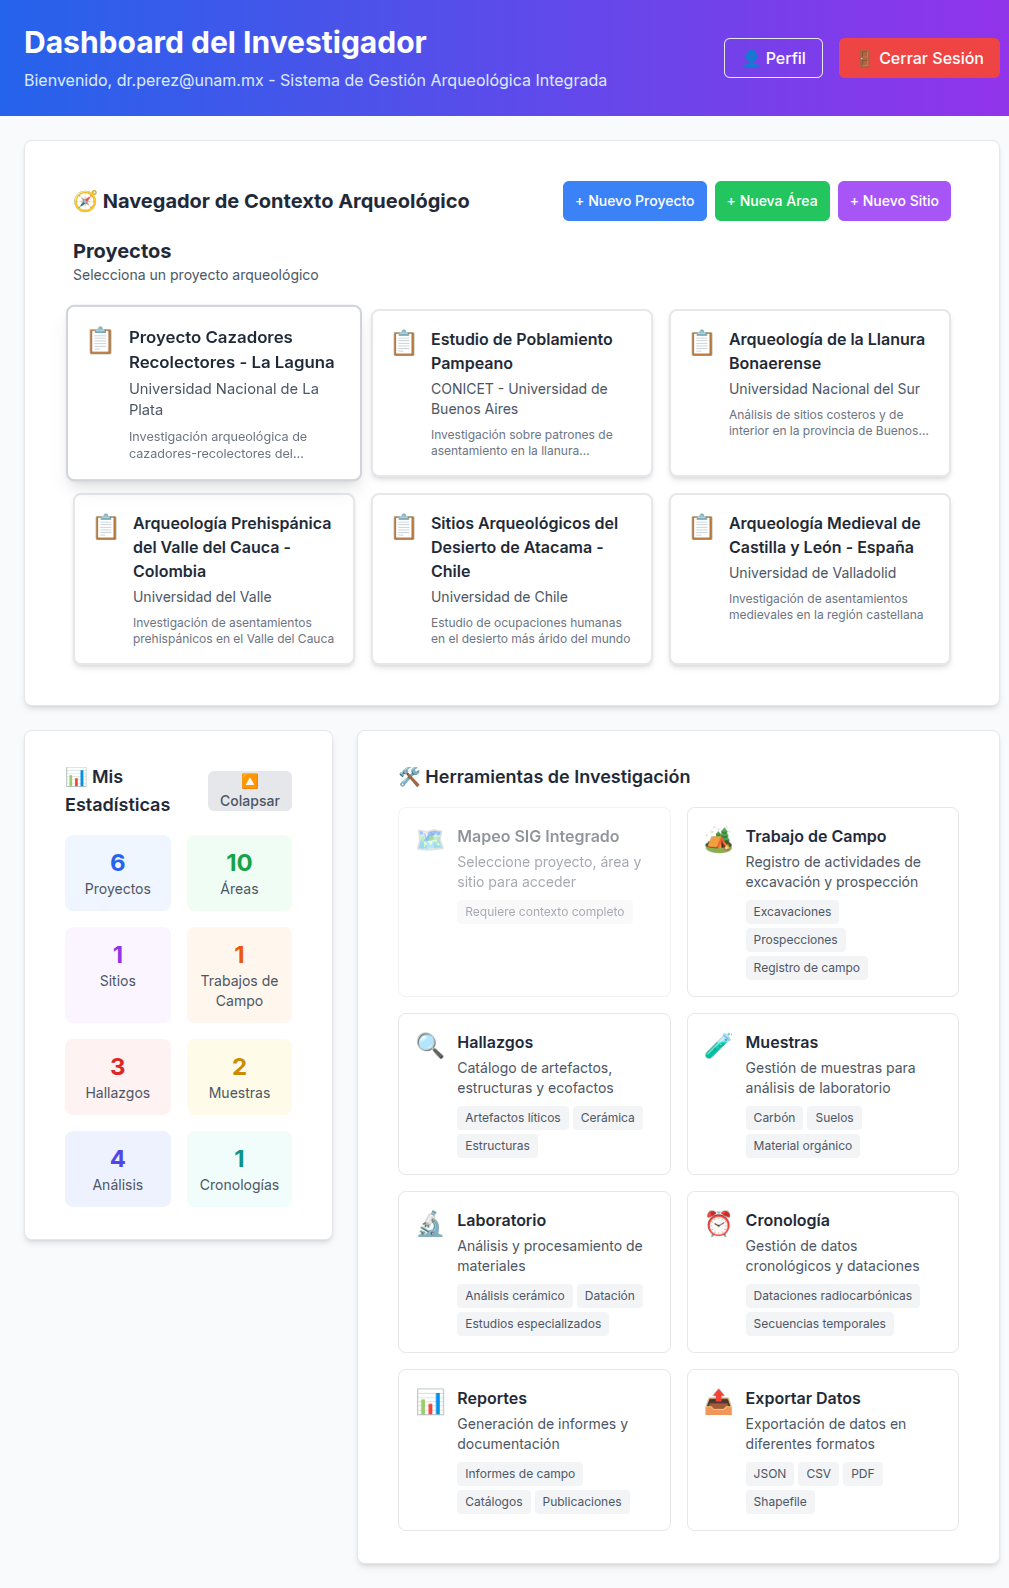 Dashboard del Investigador
Bienvenido, dr.perez@unam.mx - Sistema de Gestión Arqueológica Integrada
Perfil
Cerrar Sesión
Navegador de Contexto Arqueológico
+ Nuevo Proyecto
+ Nueva Área
+ Nuevo Sitio
Proyectos
Selecciona un proyecto arqueológico
Proyecto Cazadores
Recolectores - La Laguna
Universidad Nacional de La
Plata
Investigación arqueológica de
cazadores-recolectores del...
Estudio de Poblamiento
Pampeano
CONICET - Universidad de
Buenos Aires
Investigación sobre patrones de
asentamiento en la llanura...
Arqueología de la Llanura
Bonaerense
Universidad Nacional del Sur
Análisis de sitios costeros y de
interior en la provincia de Buenos...
Arqueología Prehispánica
del Valle del Cauca -
Colombia
Universidad del Valle
Investigación de asentamientos
prehispánicos en el Valle del Cauca
Sitios Arqueológicos del
Desierto de Atacama -
Chile
Universidad de Chile
Estudio de ocupaciones humanas
en el desierto más árido del mundo
Arqueología Medieval de
Castilla y León - España
Universidad de Valladolid
Investigación de asentamientos
medievales en la región castellana
Mis
Estadísticas
Colapsar
6
Proyectos
10
Áreas
1
Sitios
1
Trabajos de
Campo
3
Hallazgos
2
Muestras
4
Análisis
1
Cronologías
Herramientas de Investigación
Mapeo SIG Integrado
Seleccione proyecto, área y
sitio para acceder
Requiere contexto completo
Trabajo de Campo
Registro de actividades de
excavación y prospección
Excavaciones
Prospecciones
Registro de campo
Hallazgos
Catálogo de artefactos,
estructuras y ecofactos
Artefactos líticos
Cerámica
Estructuras
Muestras
Gestión de muestras para
análisis de laboratorio
Carbón
Suelos
Material orgánico
Laboratorio
Análisis y procesamiento de
materiales
Análisis cerámico
Datación
Estudios especializados
Cronología
Gestión de datos
cronológicos y dataciones
Dataciones radiocarbónicas
Secuencias temporales
Reportes
Generación de informes y
documentación
Informes de campo
Catálogos
Publicaciones
Exportar Datos
Exportación de datos en
diferentes formatos
JSON
CSV
PDF
Shapefile